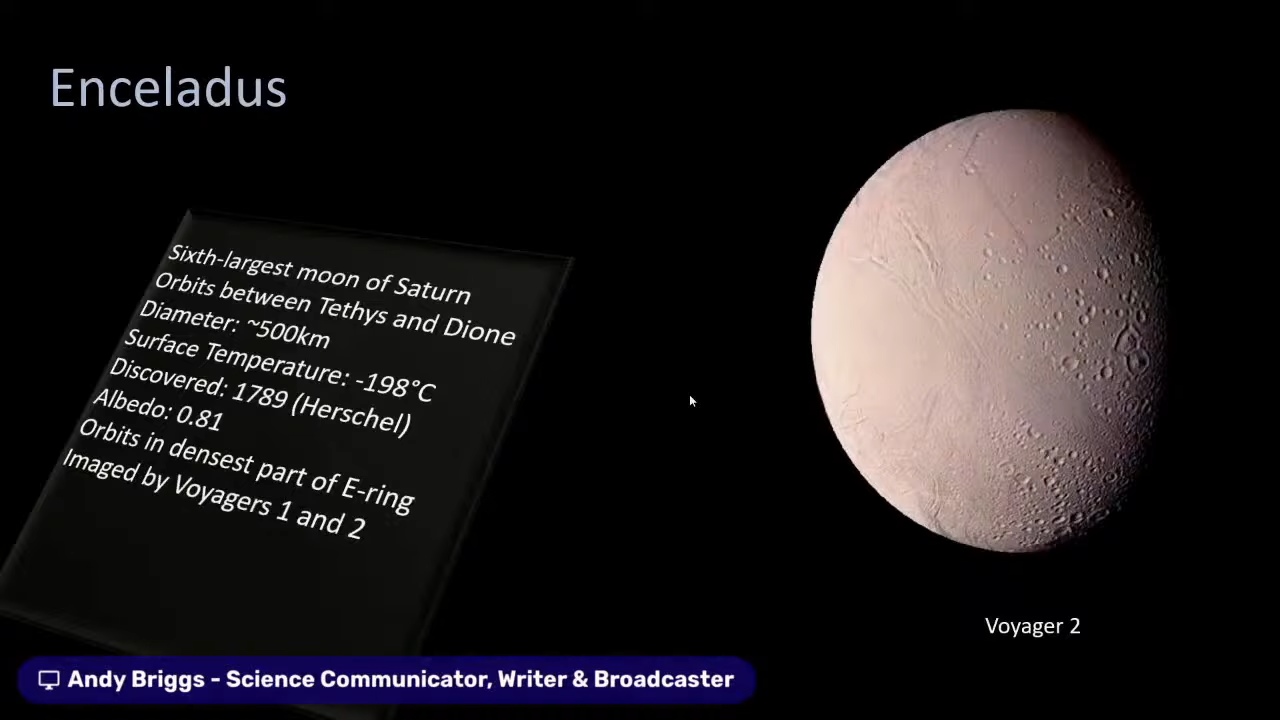 Enceladus
Sixth-largest moon of Saturn
Orbits between Tethys and Dione
Diameter: ~500km
Surface Temperature: -198°C
Discovered: 1789 (Herschel)
Albedo: 0.81
Orbits in densest part of E-ring
Imaged by Voyagers 1 and 2
Voyager 2
Andy Briggs - Science Communicator, Writer & Broadcaster